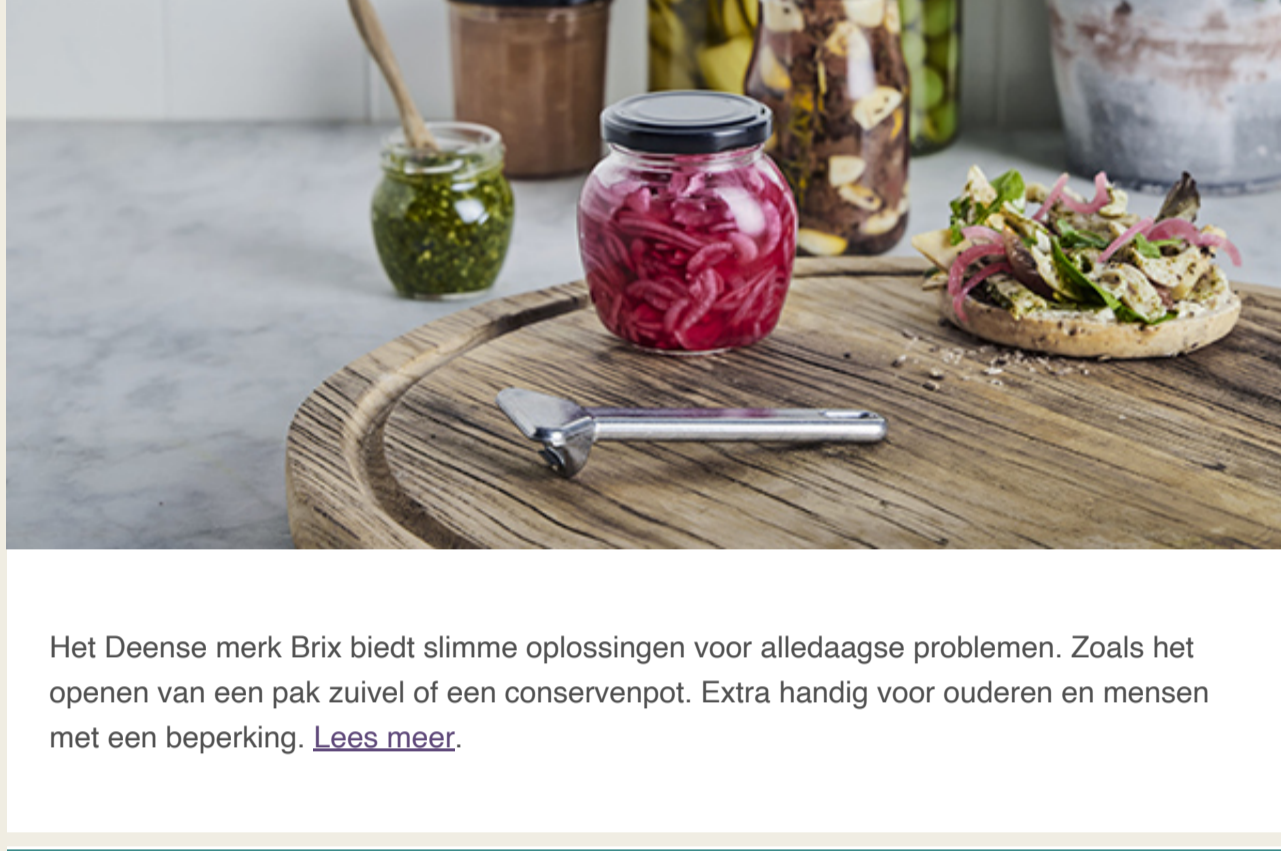 Het Deense merk Brix biedt slimme oplossingen voor alledaagse problemen. Zoals het
openen van een pak zuivel of een conservenpot. Extra handig voor ouderen en mensen
met een beperking. Lees meer.